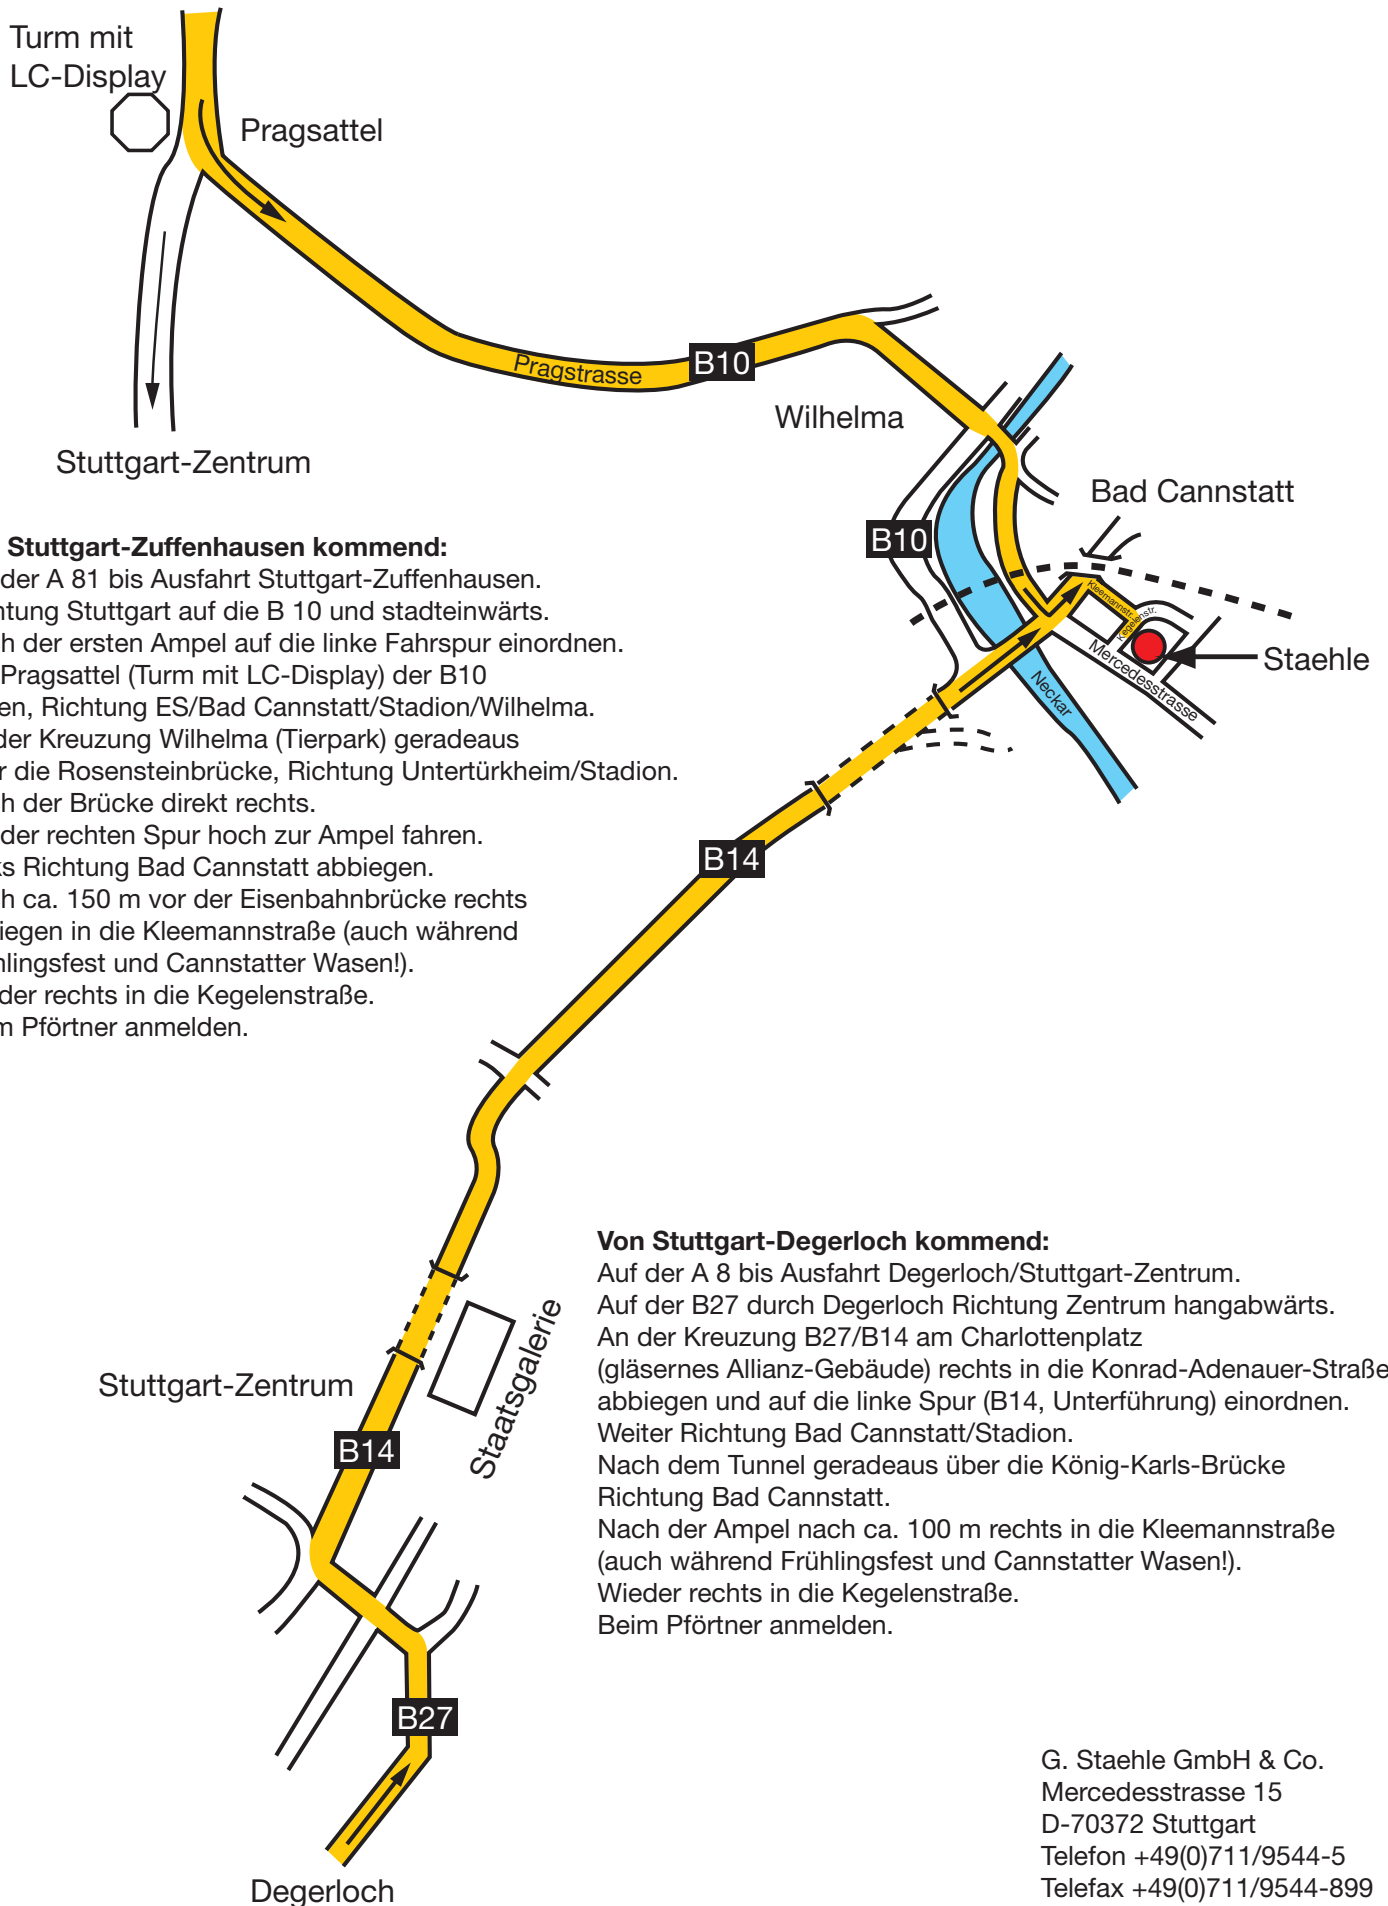 Turm mit
LC-Display
Pragsattel
Pragstrasse
B10
Wilhelma
Stuttgart-Zentrum
Bad Cannstatt
B10
Kleemannstr.
Kegelenstr.
Mercedesstrasse
Staehle
Neckar
Stuttgart-Zuffenhausen kommend:
der A 81 bis Ausfahrt Stuttgart-Zuffenhausen.
htung Stuttgart auf die B 10 und stadteinwärts.
h der ersten Ampel auf die linke Fahrspur einordnen.
Pragsattel (Turm mit LC-Display) der B10
en, Richtung ES/Bad Cannstatt/Stadion/Wilhelma.
der Kreuzung Wilhelma (Tierpark) geradeaus
r die Rosensteinbrücke, Richtung Untertürkheim/Stadion.
h der Brücke direkt rechts.
der rechten Spur hoch zur Ampel fahren.
s Richtung Bad Cannstatt abbiegen.
h ca. 150 m vor der Eisenbahnbrücke rechts
iegen in die Kleemannstraße (auch während
hlingsfest und Cannstatter Wasen!).
der rechts in die Kegelenstraße.
m Pförtner anmelden.
B14
Stuttgart-Zentrum
Staatsgalerie
B14
B27
Degerloch
Von Stuttgart-Degerloch kommend:
Auf der A 8 bis Ausfahrt Degerloch/Stuttgart-Zentrum.
Auf der B27 durch Degerloch Richtung Zentrum hangabwärts.
An der Kreuzung B27/B14 am Charlottenplatz
(gläsernes Allianz-Gebäude) rechts in die Konrad-Adenauer-Straße
abbiegen und auf die linke Spur (B14, Unterführung) einordnen.
Weiter Richtung Bad Cannstatt/Stadion.
Nach dem Tunnel geradeaus über die König-Karls-Brücke
Richtung Bad Cannstatt.
Nach der Ampel nach ca. 100 m rechts in die Kleemannstraße
(auch während Frühlingsfest und Cannstatter Wasen!).
Wieder rechts in die Kegelenstraße.
Beim Pförtner anmelden.
G. Staehle GmbH & Co.
Mercedesstrasse 15
D-70372 Stuttgart
Telefon +49(0)711/9544-5
Telefax +49(0)711/9544-899